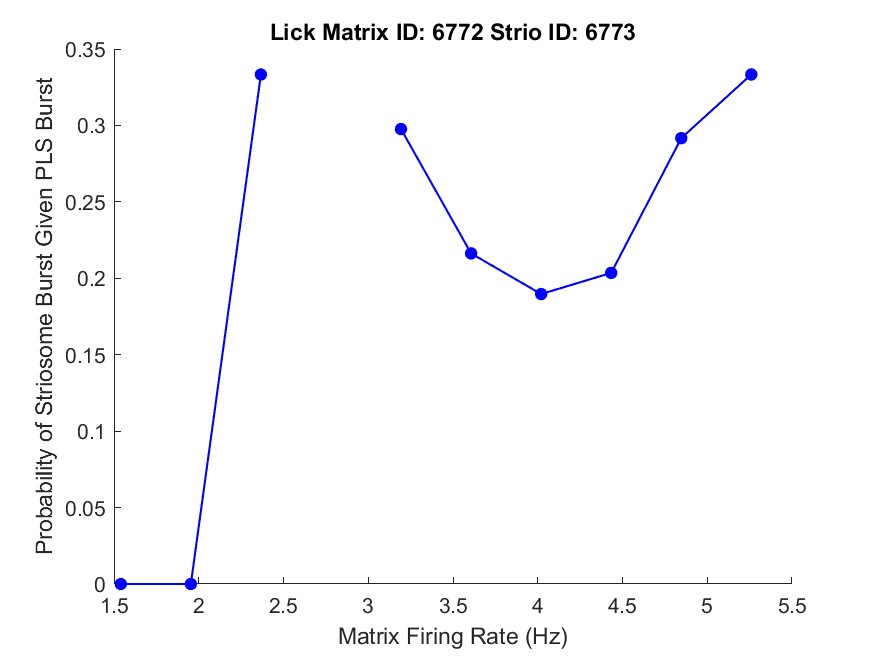 Lick Matrix ID: 6772 Strio ID: 6773
Probability of Striosome Burst Given PLS Burst
0.35
0.3
0.25
0.2
0.15
0.1
0.05
0
1.5 2 2.5 3 3.5 4 4.5 5 5.5
Matrix Firing Rate (Hz)